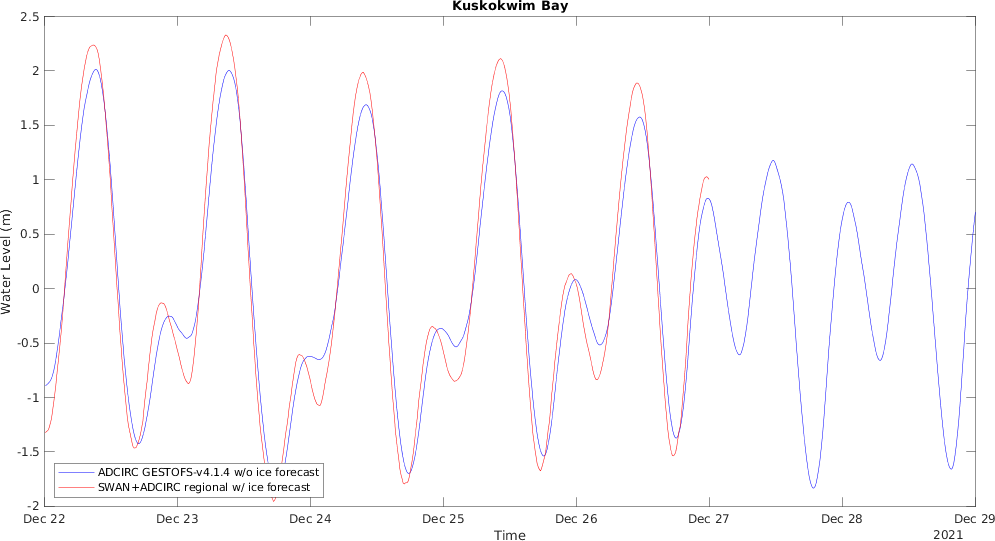 Kuskokwim Bay
2.5
2
1.5
1
0.5
0
-0.5
-1
-1.5
-2
Water Level (m)
ADCIRC GESTOFS-v4.1.4 w/o ice forecast
SWAN+ADCIRC regional w/ ice forecast
Dec 22 Dec 23 Dec 24 Dec 25 Dec 26 Dec 27 Dec 28 Dec 29
Time
2021